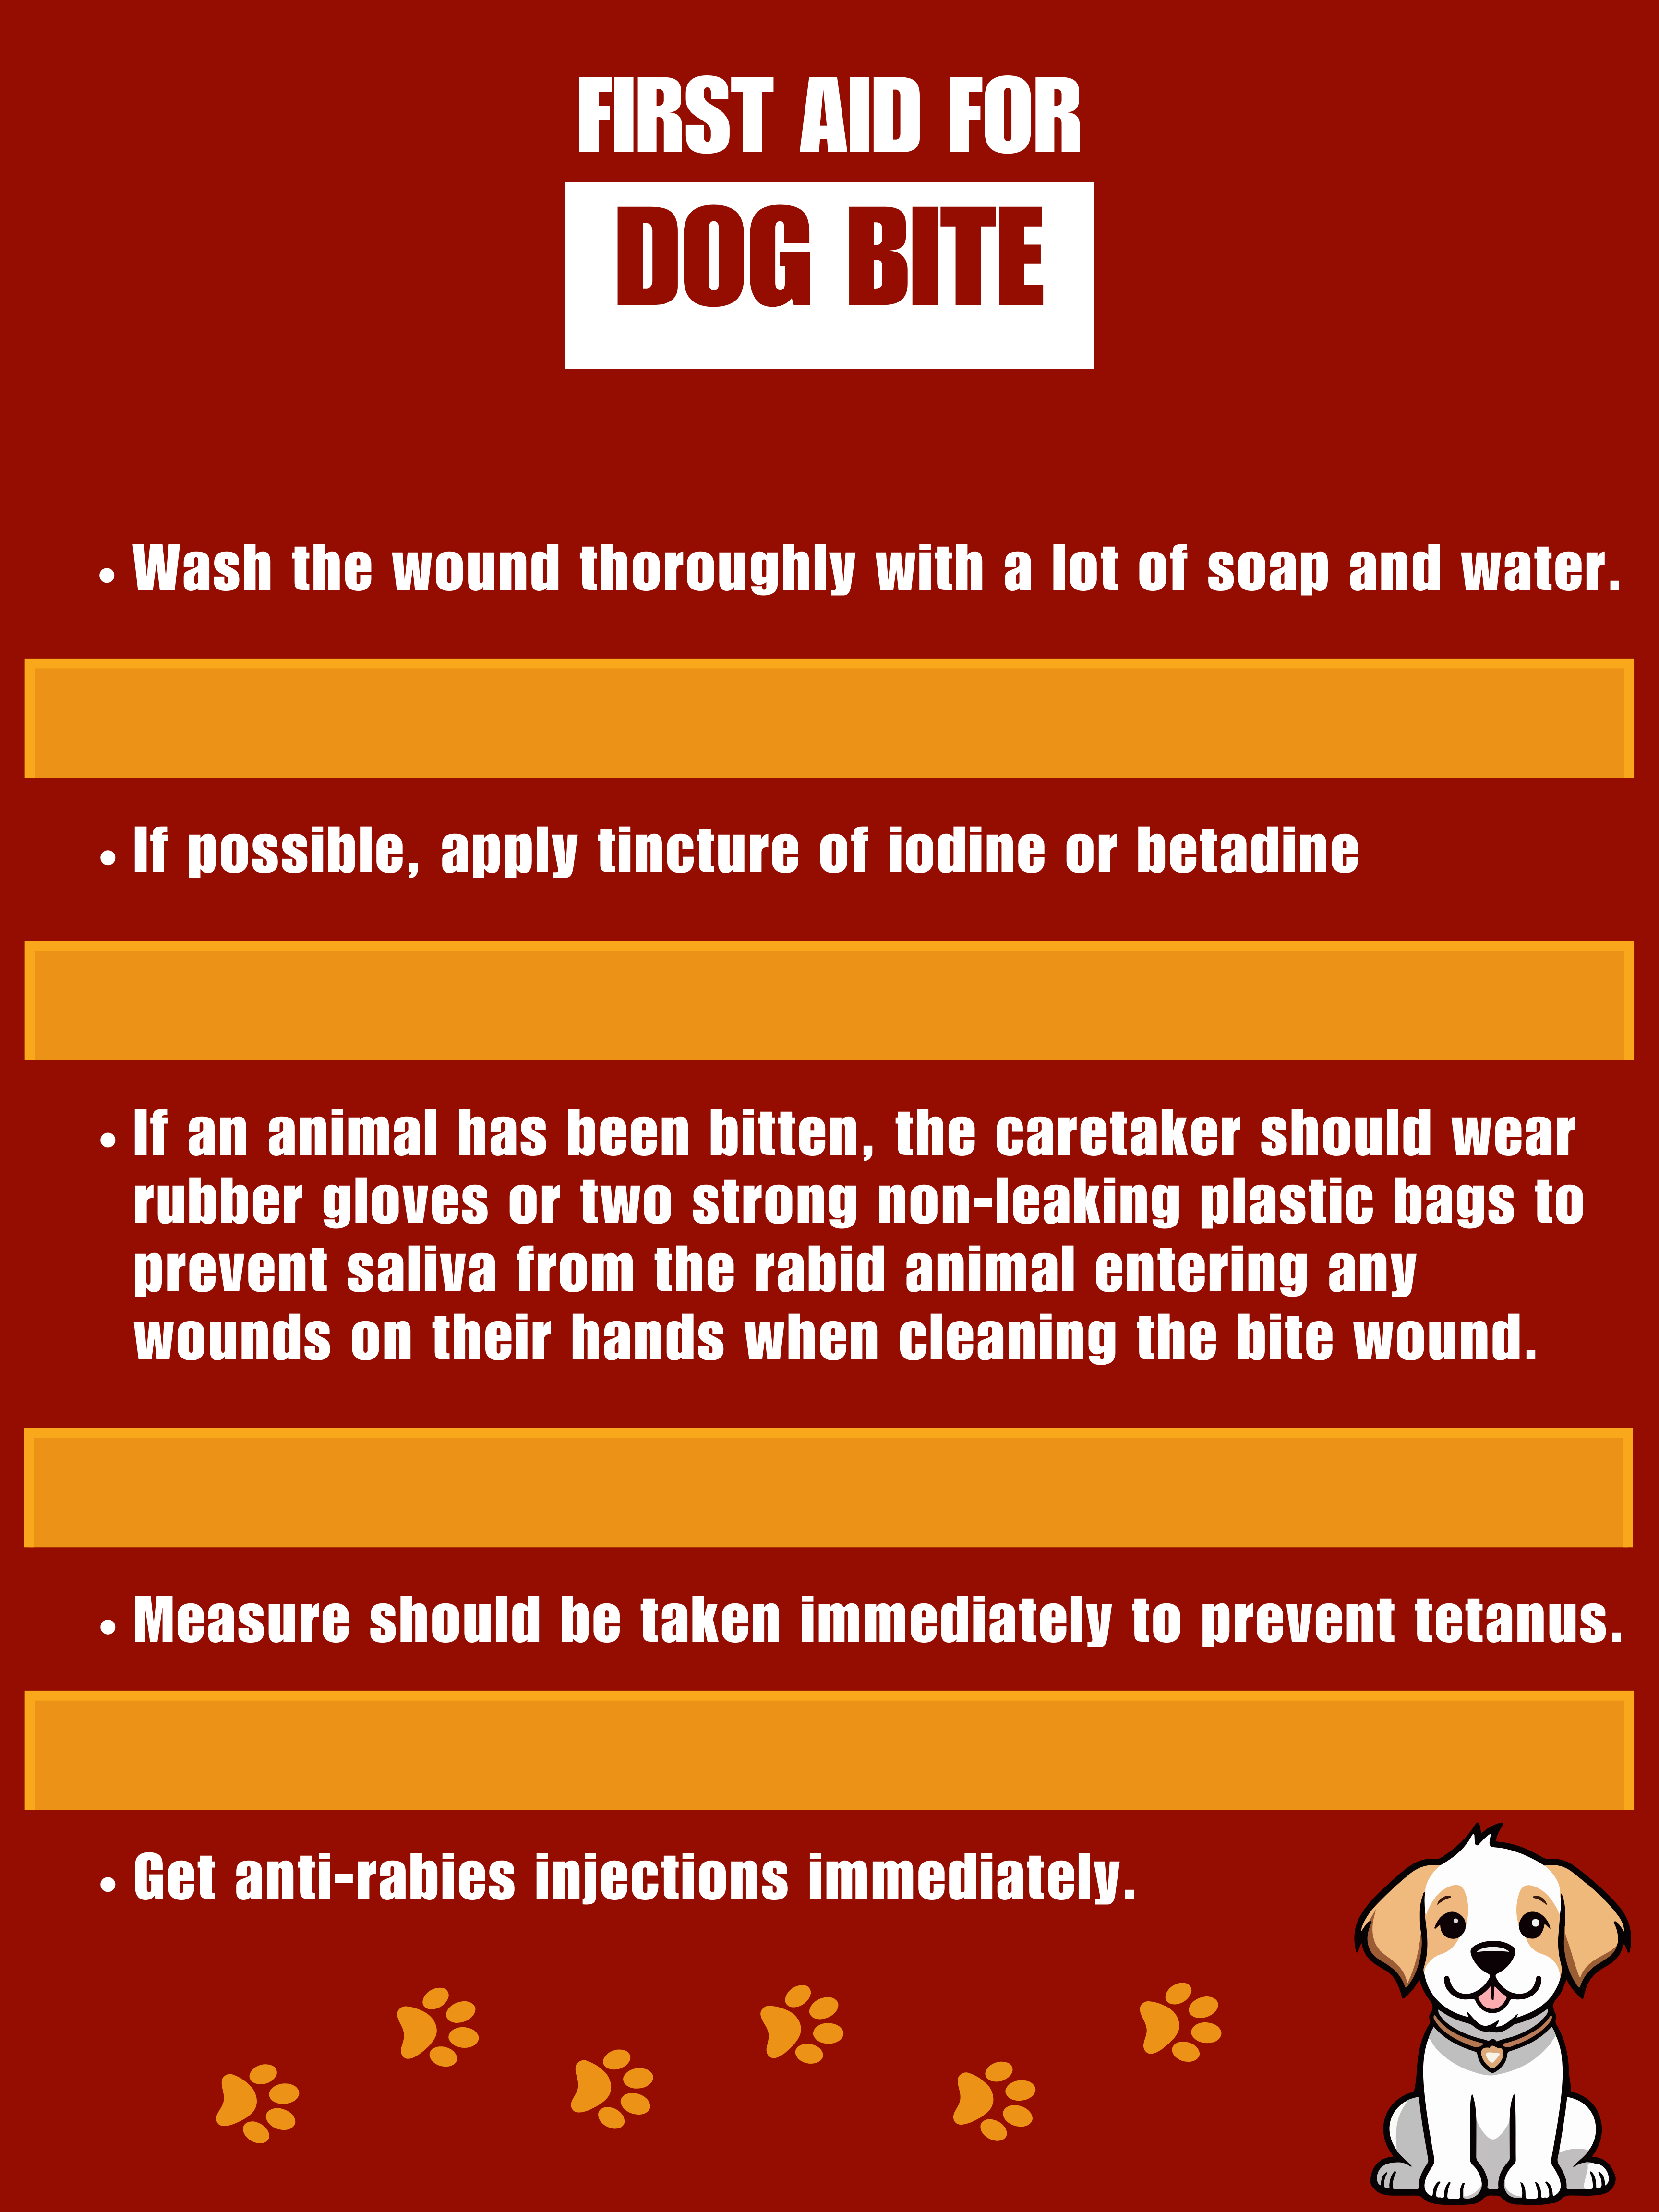 FIRST AID FOR
DOG BITE
• Wash the wound thoroughly with a lot of soap and water.
• If possible, apply tincture of iodine or betadine
• If an animal has been bitten, the caretaker should wear
rubber gloves or two strong non-leaking plastic bags to
prevent saliva from the rabid animal entering any
wounds on their hands when cleaning the bite wound.
• Measure should be taken immediately to prevent tetanus.
• Get anti-rabies injections immediately.